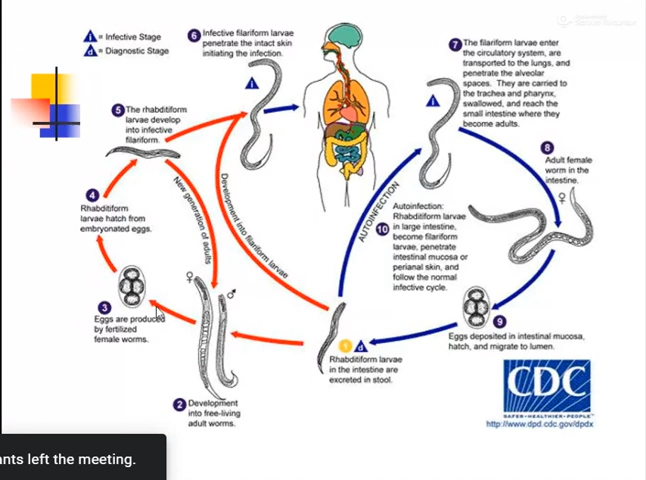 i = Infective Stage
d = Diagnostic Stage
6 Infective filariform larvae
penetrate the intact skin
initiating the infection.
i
7 The filariform larvae enter
the circulatory system, are
transported to the lungs, and
penetrate the alveolar
spaces. They are carried to
the trachea and pharynx,
swallowed, and reach the
small intestine where they
become adults.
i
5 The rhabditiform
larvae develop
into infective
filariform.
8
Adult female
worm in the
intestine.
♀
4
Rhabditiform
larvae hatch from
embryonated eggs.
New generation of adults
Development into filariform larvae
AUTOINFECTION
Autoinfection:
Rhabditiform larvae
10 in large intestine,
become filariform
larvae, penetrate
intestinal mucosa or
perianal skin, and
follow the normal
infective cycle.
♀
♂
3
Eggs are produced
by fertilized
female worms.
9
Eggs deposited in intestinal mucosa,
hatch, and migrate to lumen.
1 d
Rhabditiform larvae
in the intestine are
excreted in stool.
2 Development
into free-living
adult worms.
CDC
SAFER•HEALTHIER•PEOPLE™
http://www.dpd.cdc.gov/dpdx
ants left the meeting.